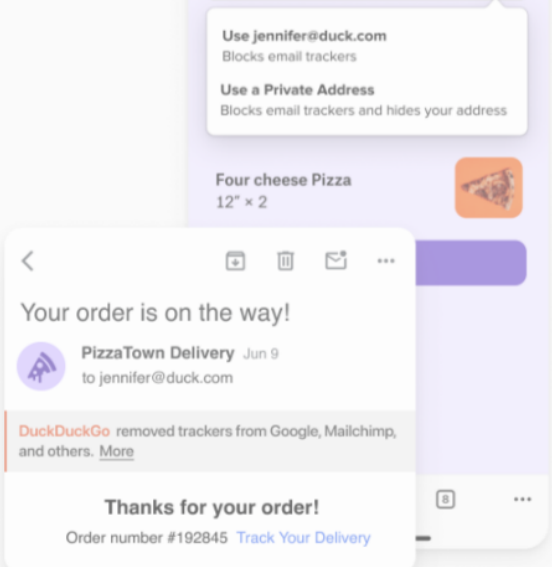 Use jennifer@duck.com
Blocks email trackers
Use a Private Address
Blocks email trackers and hides your address
Four cheese Pizza
12" × 2
Your order is on the way!
PizzaTown Delivery Jun 9
to jennifer@duck.com
DuckDuckGo removed trackers from Google, Mailchimp,
and others. More
Thanks for your order!
Order number #192845 Track Your Delivery
8